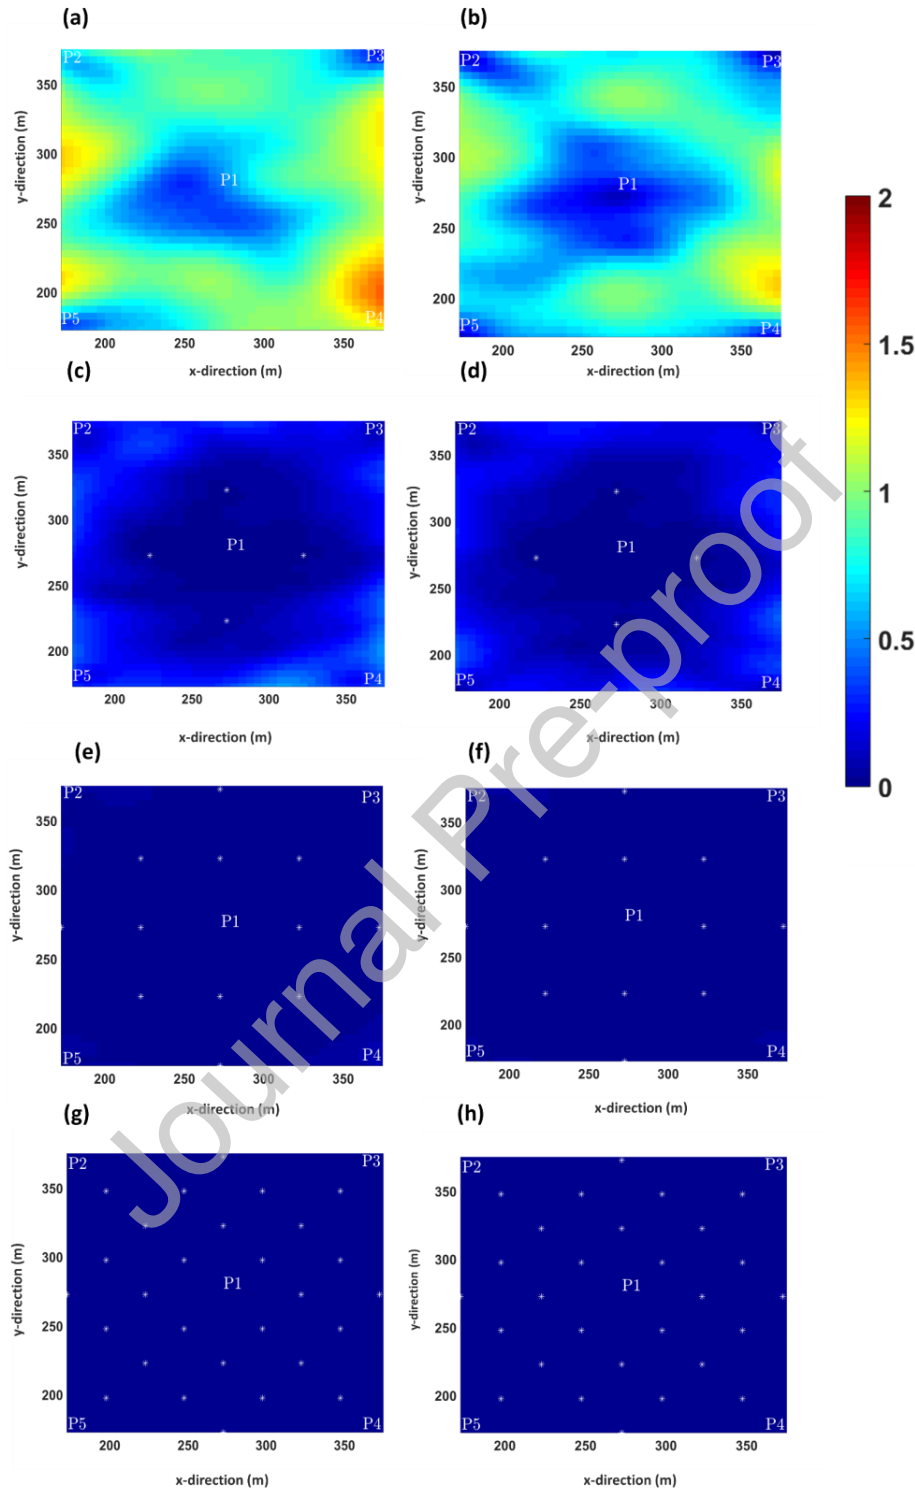 (a)
(b)
P2
P3
P1
P5
P4
350
300
250
200
200
250
300
350
y-direction (m)
x-direction (m)
P2
P3
P1
P5
P4
350
300
250
200
200
250
300
350
y-direction (m)
x-direction (m)
2
1.5
1
0.5
0
(c)
(d)
P2
P3
P1
P5
P4
350
300
250
200
200
250
300
350
y-direction (m)
x-direction (m)
P2
P3
P1
P5
P4
350
300
250
200
200
250
300
350
y-direction (m)
x-direction (m)
(e)
(f)
P2
P3
P1
P5
P4
350
300
250
200
200
250
300
350
y-direction (m)
x-direction (m)
P2
P3
P1
P5
P4
350
300
250
200
200
250
300
350
y-direction (m)
x-direction (m)
(g)
(h)
P2
P3
P1
P5
P4
350
300
250
200
200
250
300
350
y-direction (m)
x-direction (m)
P2
P3
P1
P5
P4
350
300
250
200
200
250
300
350
y-direction (m)
x-direction (m)
Journal Pre-proof